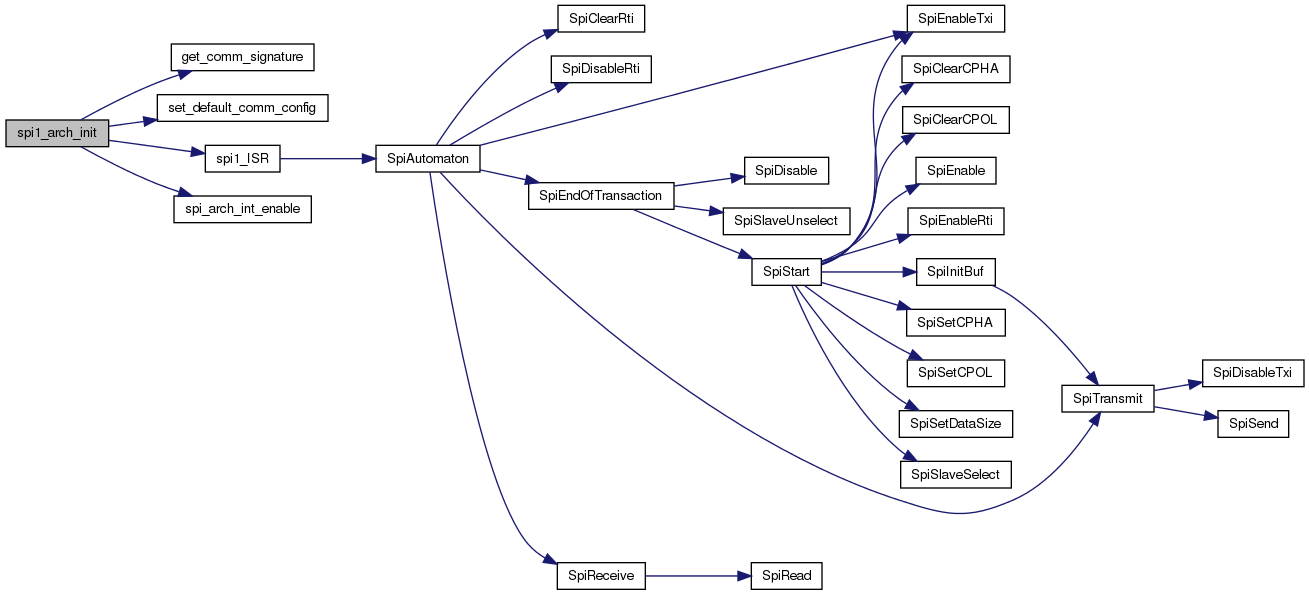 spi1_arch_init
get_comm_signature
set_default_comm_config
spi1_ISR
spi_arch_int_enable
SpiAutomaton
SpiClearRti
SpiDisableRti
SpiEndOfTransaction
SpiReceive
SpiDisable
SpiSlaveUnselect
SpiStart
SpiRead
SpiEnableTxi
SpiClearCPHA
SpiClearCPOL
SpiEnable
SpiEnableRti
SpiInitBuf
SpiSetCPHA
SpiSetCPOL
SpiSetDataSize
SpiSlaveSelect
SpiTransmit
SpiDisableTxi
SpiSend